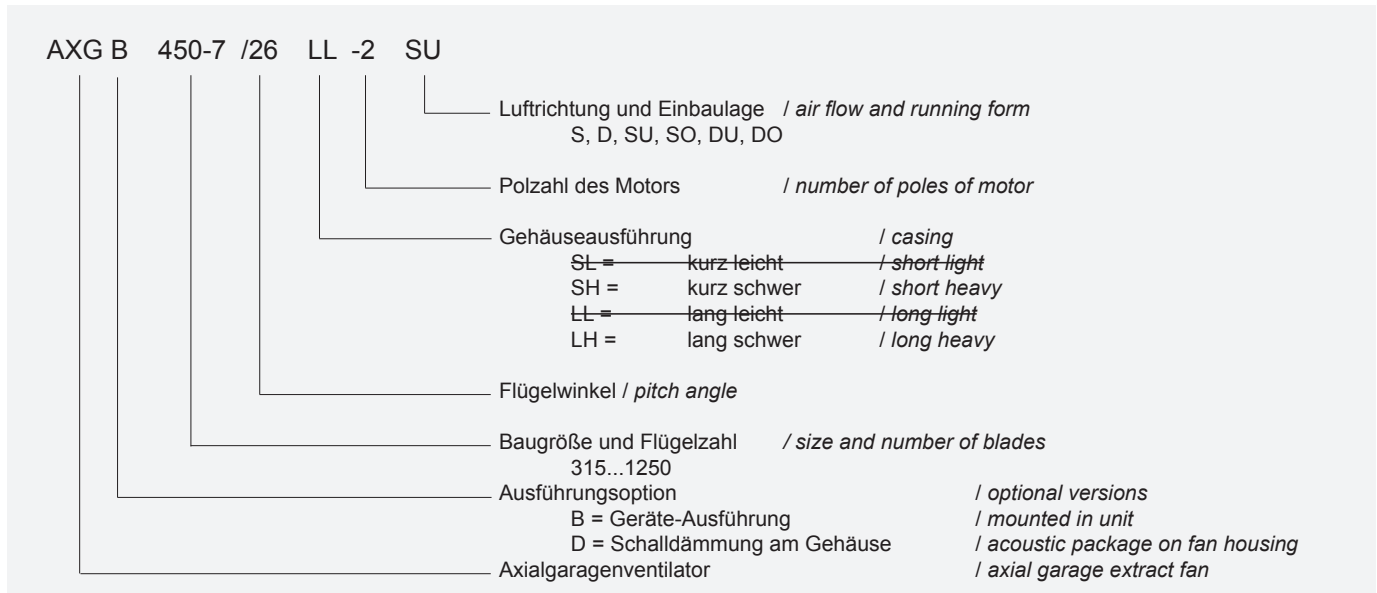 AXG B 450-7 /26 LL -2 SU
Luftrichtung und Einbaulage / air flow and running form
S, D, SU, SO, DU, DO
Polzahl des Motors / number of poles of motor
Gehäuseausführung / casing
SL = kurz leicht / short light
SH = kurz schwer / short heavy
LL = lang leicht / long light
LH = lang schwer / long heavy
Flügelwinkel / pitch angle
Baugröße und Flügelzahl / size and number of blades
315...1250
Ausführungsoption / optional versions
B = Geräte-Ausführung / mounted in unit
D = Schalldämmung am Gehäuse / acoustic package on fan housing
Axialgaragenventilator / axial garage extract fan